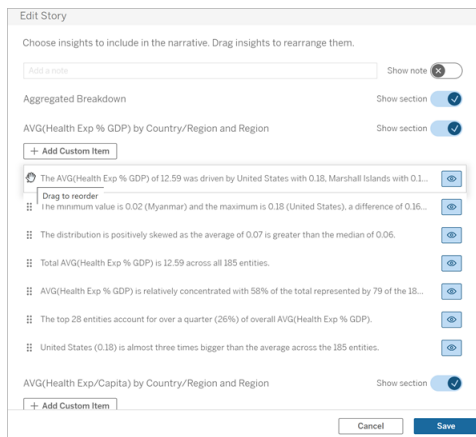 Edit Story
Choose insights to include in the narrative. Drag insights to rearrange them.
Add a note
Show note
Aggregated Breakdown
Show section
AVG(Health Exp % GDP) by Country/Region and Region
Show section
+ Add Custom Item
The AVG(Health Exp % GDP) of 12.59 was driven by United States with 0.18, Marshall Islands with 0.1...
Drag to reorder
The minimum value is 0.02 (Myanmar) and the maximum is 0.18 (United States), a difference of 0.16...
The distribution is positively skewed as the average of 0.07 is greater than the median of 0.06.
Total AVG(Health Exp % GDP) is 12.59 across all 185 entities.
AVG(Health Exp % GDP) is relatively concentrated with 58% of the total represented by 79 of the 18...
The top 28 entities account for over a quarter (26%) of overall AVG(Health Exp % GDP).
United States (0.18) is almost three times bigger than the average across the 185 entities.
AVG(Health Exp/Capita) by Country/Region and Region
Show section
+ Add Custom Item
Cancel
Save